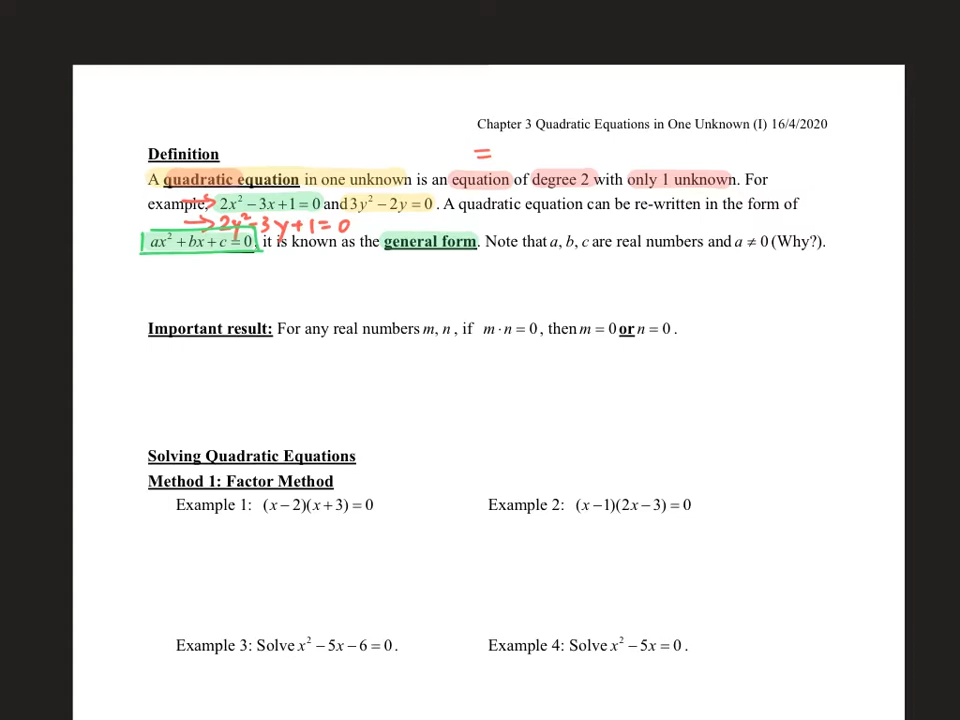 Chapter 3 Quadratic Equations in One Unknown (I) 16/4/2020
=
Definition
A quadratic equation in one unknown is an equation of degree 2 with only 1 unknown. For
example, 2x² − 3x + 1 = 0 and 3y² − 2y = 0 . A quadratic equation can be re-written in the form of
→ 2y² - 3y + 1 = 0
ax² + bx + c = 0, it is known as the general form. Note that a, b, c are real numbers and a ≠ 0 (Why?).
Important result: For any real numbers m, n , if m · n = 0 , then m = 0 or n = 0 .
Solving Quadratic Equations
Method 1: Factor Method
Example 1: (x − 2)(x + 3) = 0 Example 2: (x − 1)(2x − 3) = 0
Example 3: Solve x² − 5x − 6 = 0 . Example 4: Solve x² − 5x = 0 .